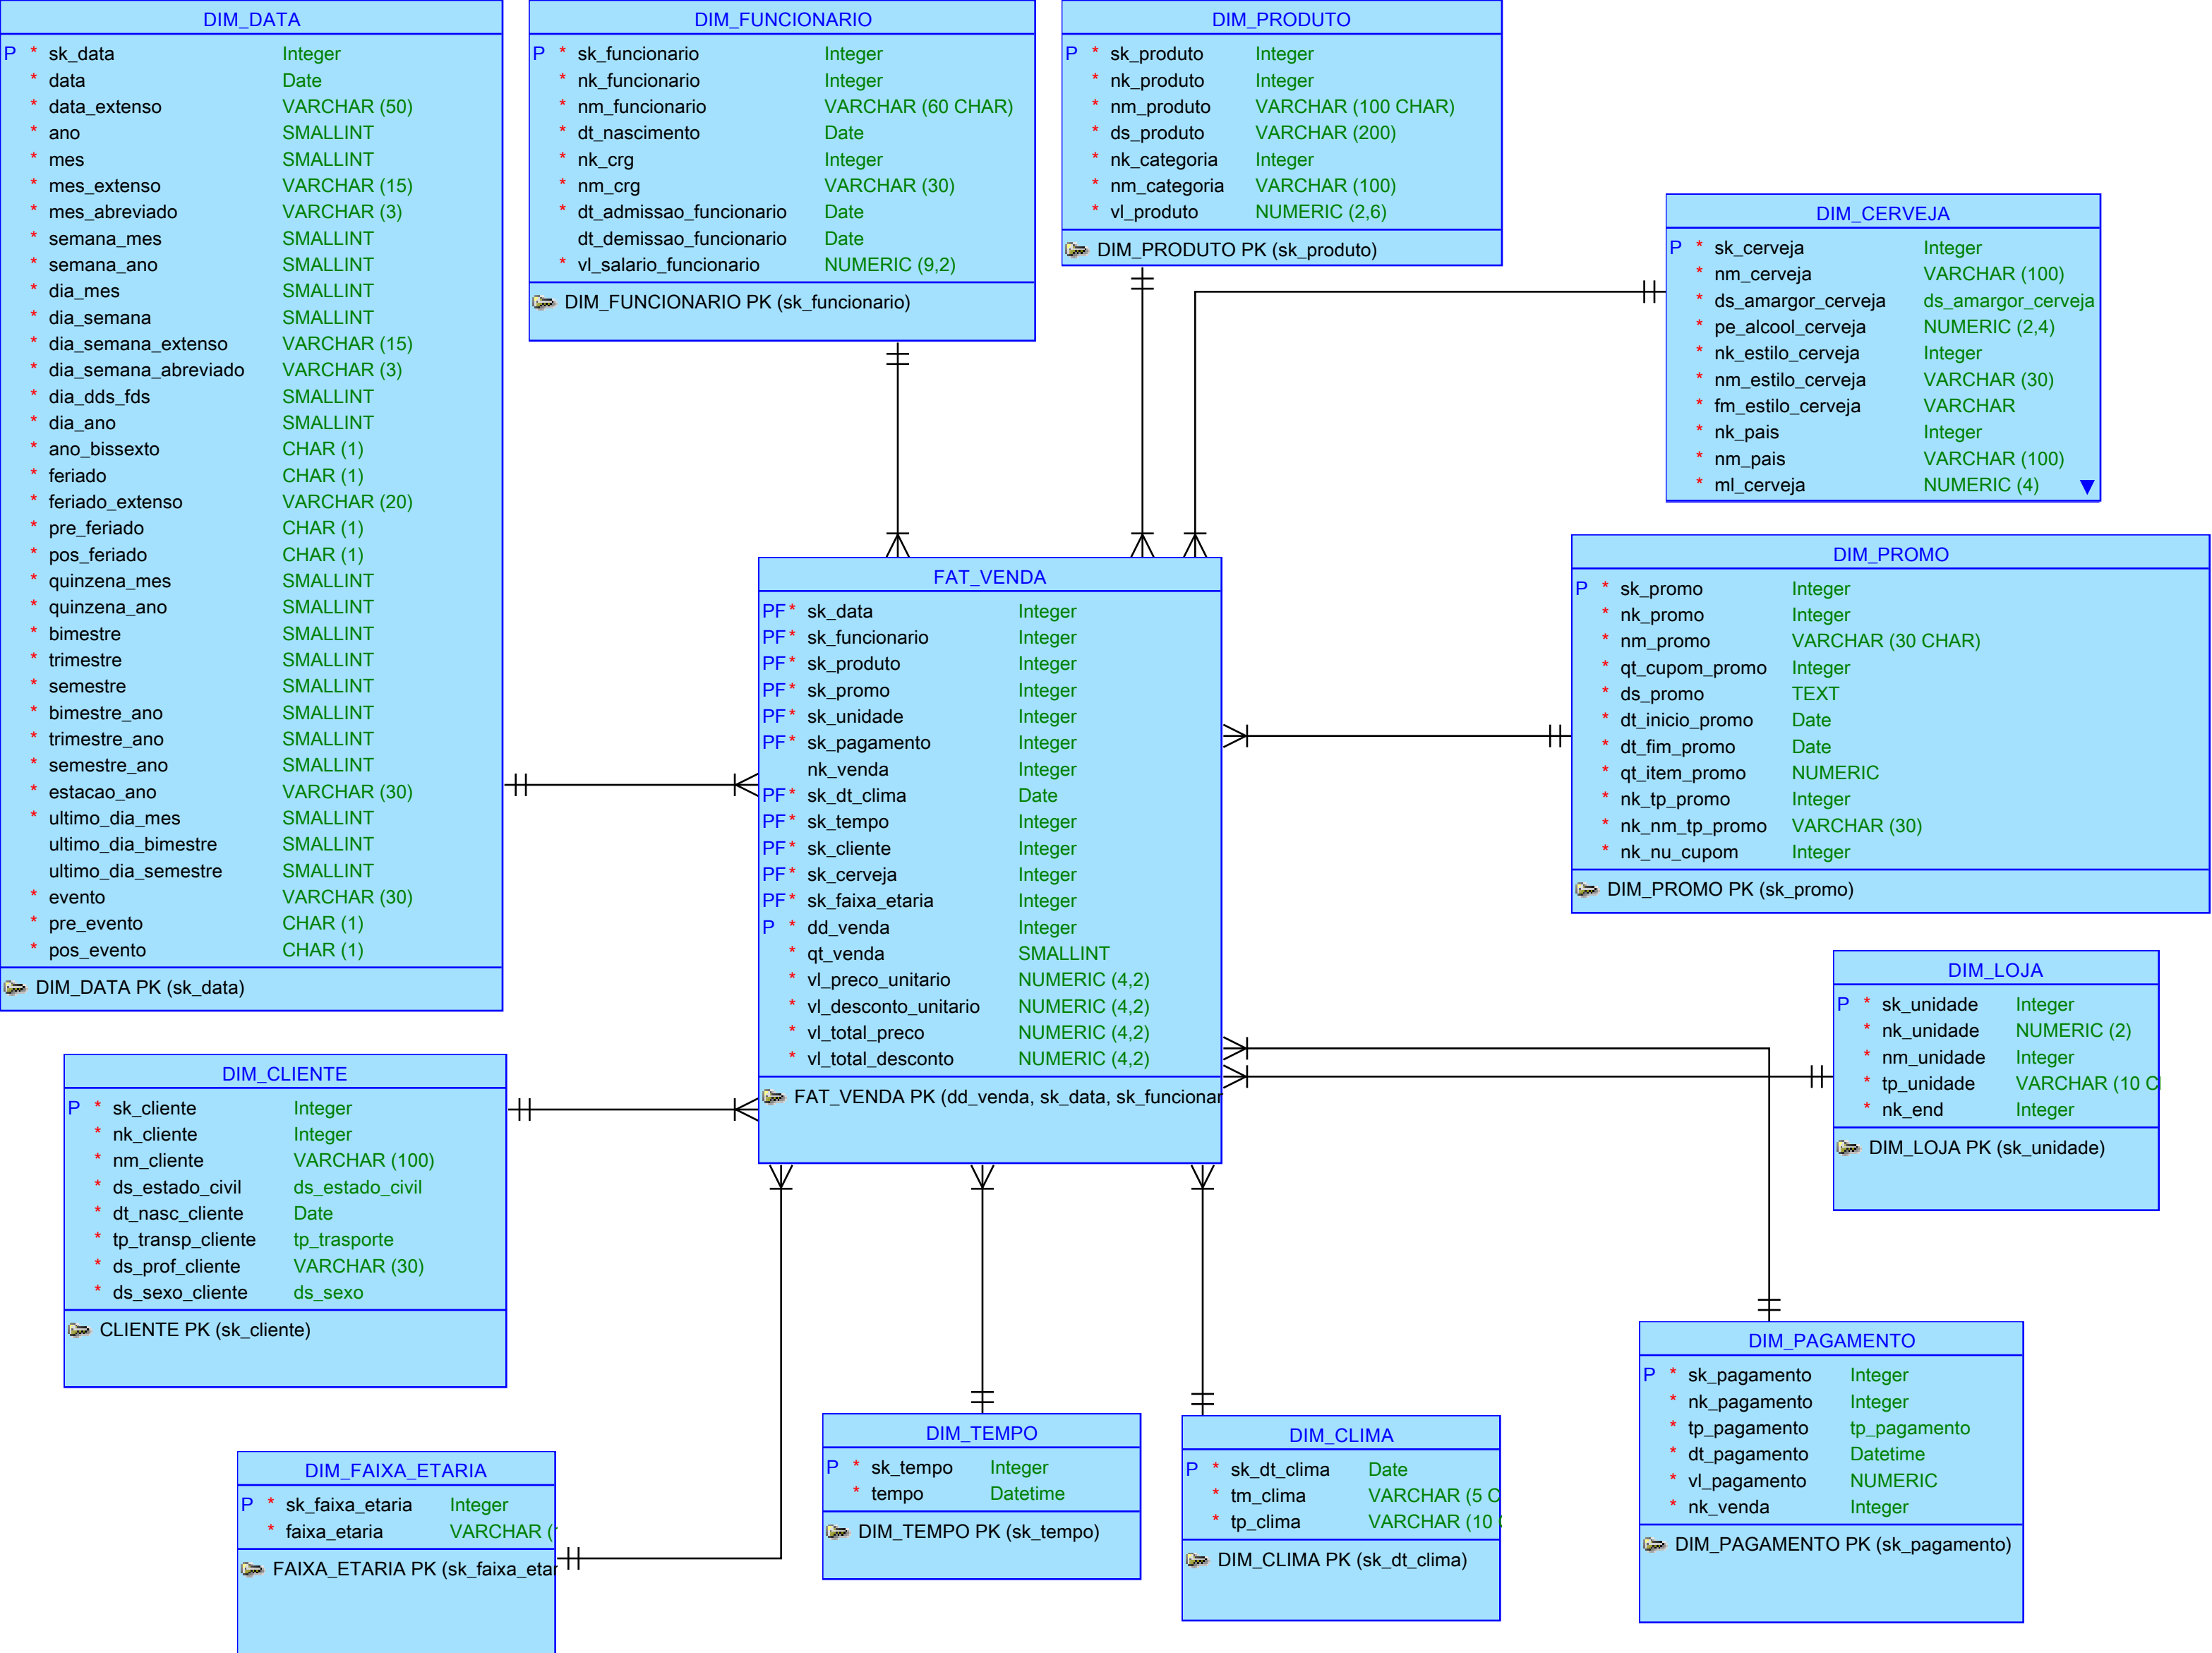 DIM_DATA
P * sk_data Integer
* data Date
* data_extenso VARCHAR (50)
* ano SMALLINT
* mes SMALLINT
* mes_extenso VARCHAR (15)
* mes_abreviado VARCHAR (3)
* semana_mes SMALLINT
* semana_ano SMALLINT
* dia_mes SMALLINT
* dia_semana SMALLINT
* dia_semana_extenso VARCHAR (15)
* dia_semana_abreviado VARCHAR (3)
* dia_dds_fds SMALLINT
* dia_ano SMALLINT
* ano_bissexto CHAR (1)
* feriado CHAR (1)
* feriado_extenso VARCHAR (20)
* pre_feriado CHAR (1)
* pos_feriado CHAR (1)
* quinzena_mes SMALLINT
* quinzena_ano SMALLINT
* bimestre SMALLINT
* trimestre SMALLINT
* semestre SMALLINT
* bimestre_ano SMALLINT
* trimestre_ano SMALLINT
* semestre_ano SMALLINT
* estacao_ano VARCHAR (30)
* ultimo_dia_mes SMALLINT
ultimo_dia_bimestre SMALLINT
ultimo_dia_semestre SMALLINT
* evento VARCHAR (30)
* pre_evento CHAR (1)
* pos_evento CHAR (1)
DIM_DATA PK (sk_data)
DIM_FUNCIONARIO
P * sk_funcionario Integer
* nk_funcionario Integer
* nm_funcionario VARCHAR (60 CHAR)
* dt_nascimento Date
* nk_crg Integer
* nm_crg VARCHAR (30)
* dt_admissao_funcionario Date
dt_demissao_funcionario Date
* vl_salario_funcionario NUMERIC (9,2)
DIM_FUNCIONARIO PK (sk_funcionario)
DIM_PRODUTO
P * sk_produto Integer
* nk_produto Integer
* nm_produto VARCHAR (100 CHAR)
* ds_produto VARCHAR (200)
* nk_categoria Integer
* nm_categoria VARCHAR (100)
* vl_produto NUMERIC (2,6)
DIM_PRODUTO PK (sk_produto)
DIM_CERVEJA
P * sk_cerveja Integer
* nm_cerveja VARCHAR (100)
* ds_amargor_cerveja ds_amargor_cerveja
* pe_alcool_cerveja NUMERIC (2,4)
* nk_estilo_cerveja Integer
* nm_estilo_cerveja VARCHAR (30)
* fm_estilo_cerveja VARCHAR
* nk_pais Integer
* nm_pais VARCHAR (100)
* ml_cerveja NUMERIC (4)
FAT_VENDA
PF* sk_data Integer
PF* sk_funcionario Integer
PF* sk_produto Integer
PF* sk_promo Integer
PF* sk_unidade Integer
PF* sk_pagamento Integer
nk_venda Integer
PF* sk_dt_clima Date
PF* sk_tempo Integer
PF* sk_cliente Integer
PF* sk_cerveja Integer
PF* sk_faixa_etaria Integer
P * dd_venda Integer
* qt_venda SMALLINT
* vl_preco_unitario NUMERIC (4,2)
* vl_desconto_unitario NUMERIC (4,2)
* vl_total_preco NUMERIC (4,2)
* vl_total_desconto NUMERIC (4,2)
FAT_VENDA PK (dd_venda, sk_data, sk_funcionar
DIM_PROMO
P * sk_promo Integer
* nk_promo Integer
* nm_promo VARCHAR (30 CHAR)
* qt_cupom_promo Integer
* ds_promo TEXT
* dt_inicio_promo Date
* dt_fim_promo Date
* qt_item_promo NUMERIC
* nk_tp_promo Integer
* nk_nm_tp_promo VARCHAR (30)
* nk_nu_cupom Integer
DIM_PROMO PK (sk_promo)
DIM_LOJA
P * sk_unidade Integer
* nk_unidade NUMERIC (2)
* nm_unidade Integer
* tp_unidade VARCHAR (10 C
* nk_end Integer
DIM_LOJA PK (sk_unidade)
DIM_CLIENTE
P * sk_cliente Integer
* nk_cliente Integer
* nm_cliente VARCHAR (100)
* ds_estado_civil ds_estado_civil
* dt_nasc_cliente Date
* tp_transp_cliente tp_trasporte
* ds_prof_cliente VARCHAR (30)
* ds_sexo_cliente ds_sexo
CLIENTE PK (sk_cliente)
DIM_FAIXA_ETARIA
P * sk_faixa_etaria Integer
* faixa_etaria VARCHAR (
FAIXA_ETARIA PK (sk_faixa_etar
DIM_TEMPO
P * sk_tempo Integer
* tempo Datetime
DIM_TEMPO PK (sk_tempo)
DIM_CLIMA
P * sk_dt_clima Date
* tm_clima VARCHAR (5 C
* tp_clima VARCHAR (10
DIM_CLIMA PK (sk_dt_clima)
DIM_PAGAMENTO
P * sk_pagamento Integer
* nk_pagamento Integer
* tp_pagamento tp_pagamento
* dt_pagamento Datetime
* vl_pagamento NUMERIC
* nk_venda Integer
DIM_PAGAMENTO PK (sk_pagamento)